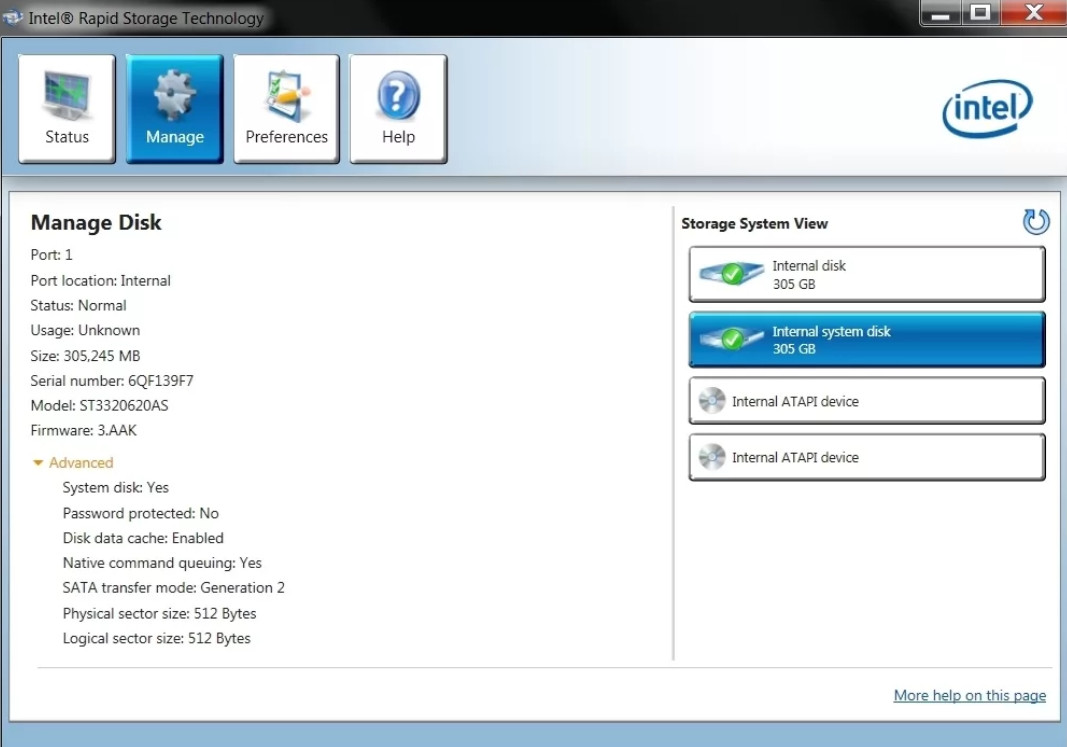 Intel® Rapid Storage Technology
Status
Manage
Preferences
Help
intel
Manage Disk
Port: 1
Port location: Internal
Status: Normal
Usage: Unknown
Size: 305,245 MB
Serial number: 6QF139F7
Model: ST3320620AS
Firmware: 3.AAK
Advanced
System disk: Yes
Password protected: No
Disk data cache: Enabled
Native command queuing: Yes
SATA transfer mode: Generation 2
Physical sector size: 512 Bytes
Logical sector size: 512 Bytes
Storage System View
Internal disk
305 GB
Internal system disk
305 GB
Internal ATAPI device
Internal ATAPI device
More help on this page